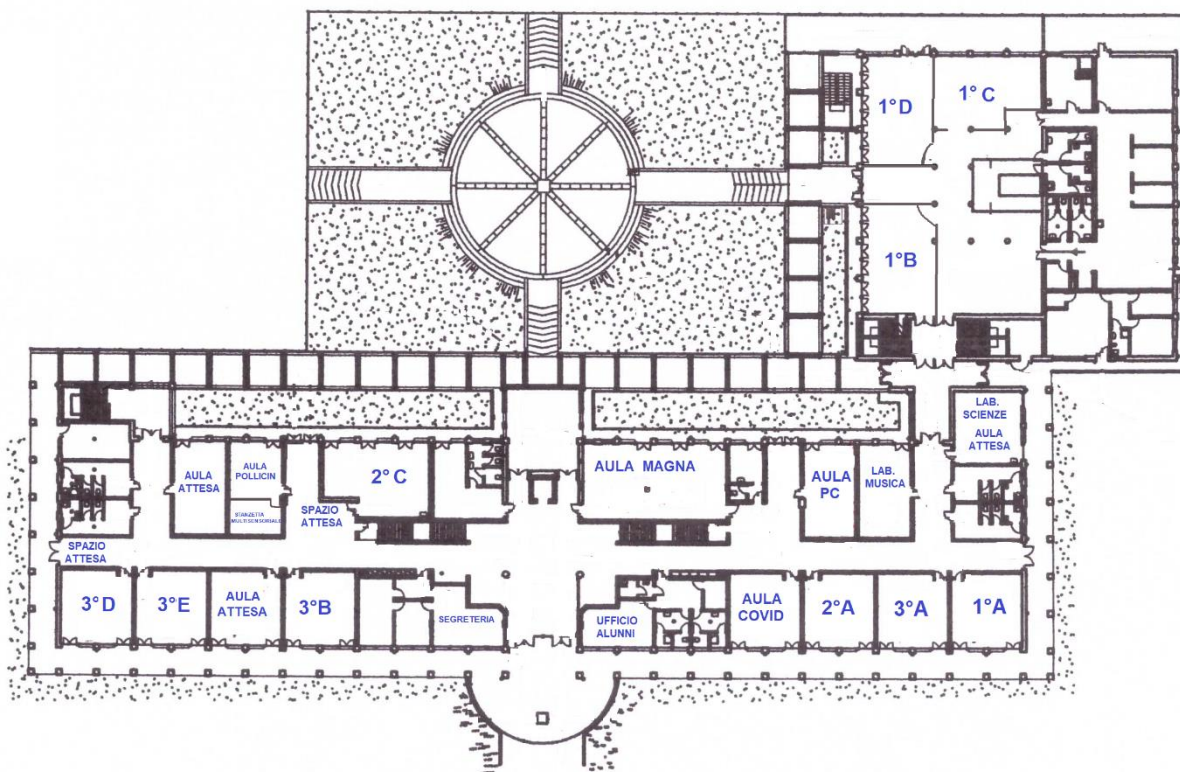 1° D
1° C
1°B
LAB.
SCIENZE
AULA
ATTESA
AULA
ATTESA
AULA
POLLICIN
STANZETTA
MULTISENSORIALE
SPAZIO
ATTESA
2° C
AULA MAGNA
AULA
PC
LAB.
MUSICA
SPAZIO
ATTESA
3°D
3°E
AULA
ATTESA
3°B
SEGRETERIA
UFFICIO
ALUNNI
AULA
COVID
2°A
3°A
1°A